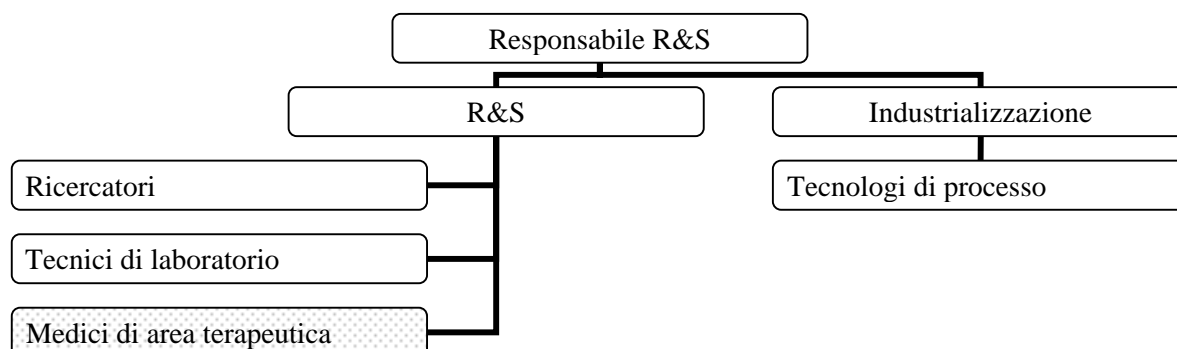 Responsabile R&S
R&S
Industrializzazione
Ricercatori
Tecnologi di processo
Tecnici di laboratorio
Medici di area terapeutica